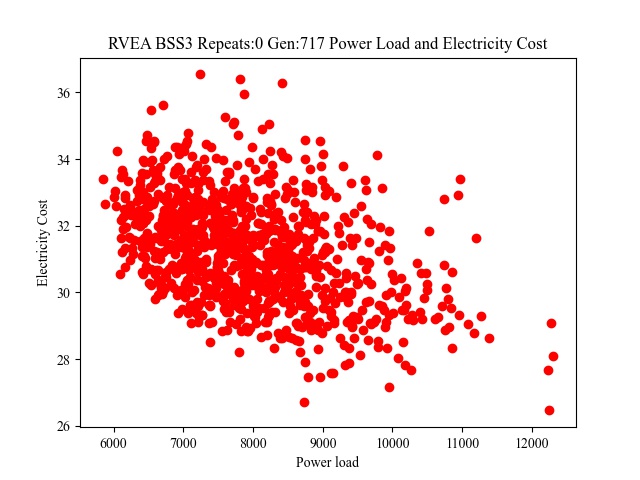 RVEA BSS3 Repeats:0 Gen:717 Power Load and Electricity Cost
36
34
32
30
28
26
Electricity Cost
6000 7000 8000 9000 10000 11000 12000
Power load